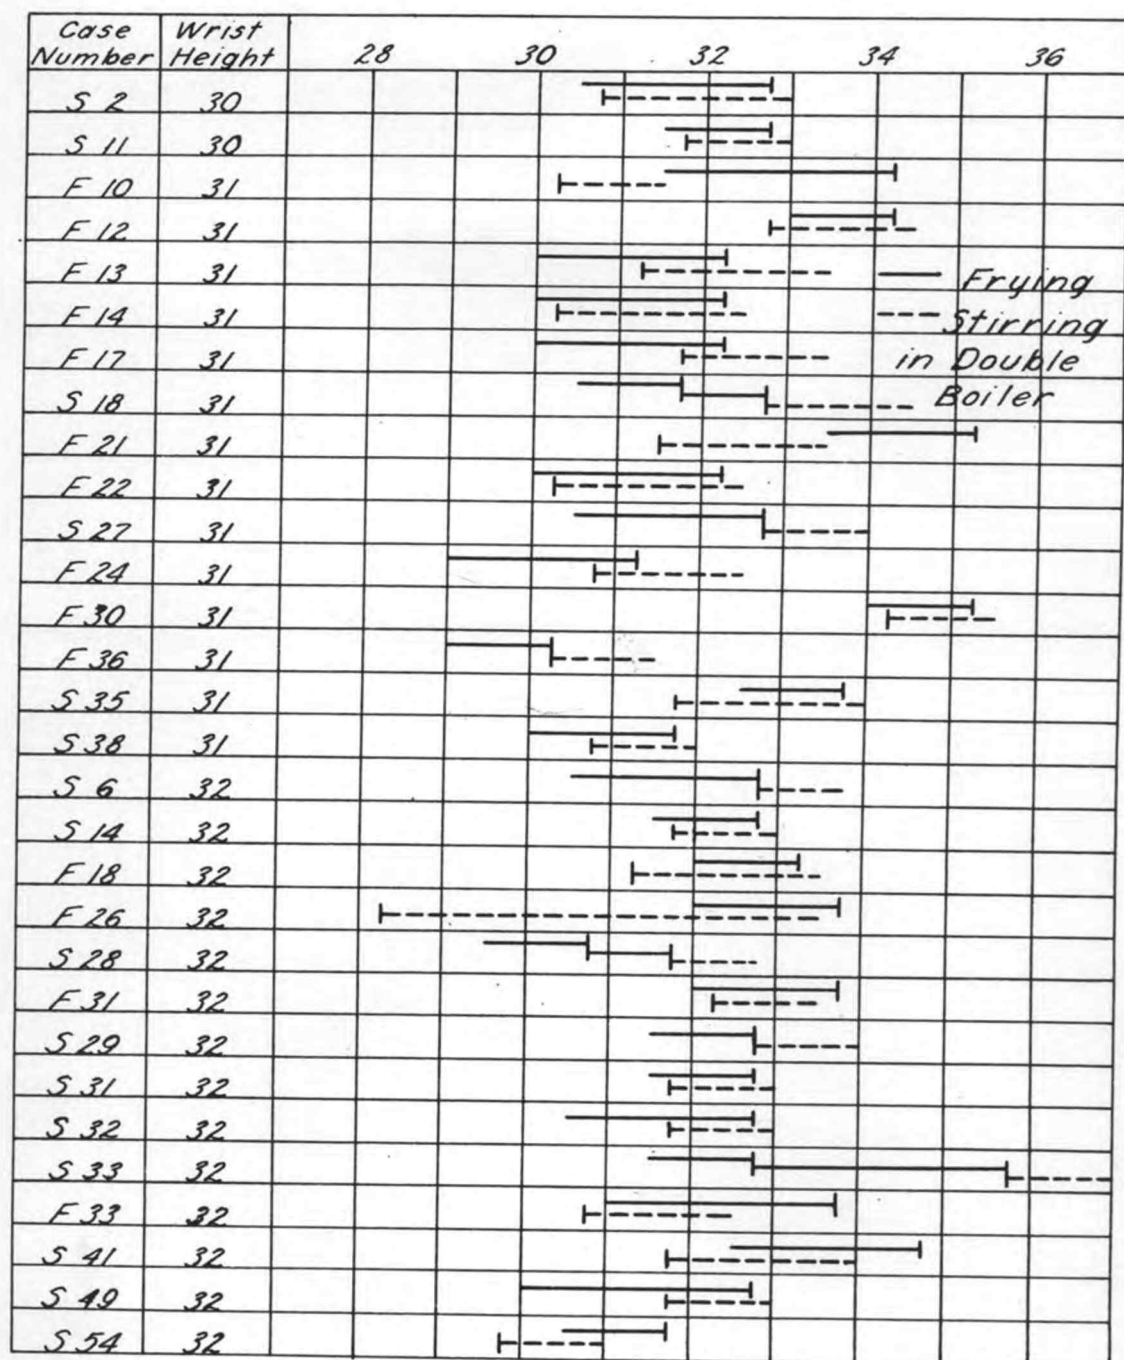 Case Number Wrist Height 28 30 32 34 36
S 2 30
S 11 30
F 10 31
F 12 31
F 13 31
Frying
F 14 31
Stirring
F 17 31
in Double
S 18 31
Boiler
F 21 31
F 22 31
S 27 31
F 24 31
F 30 31
F 36 31
S 35 31
S 38 31
S 6 32
S 14 32
F 18 32
F 26 32
S 28 32
F 31 32
S 29 32
S 31 32
S 32 32
S 33 32
F 33 32
S 41 32
S 49 32
S 54 32